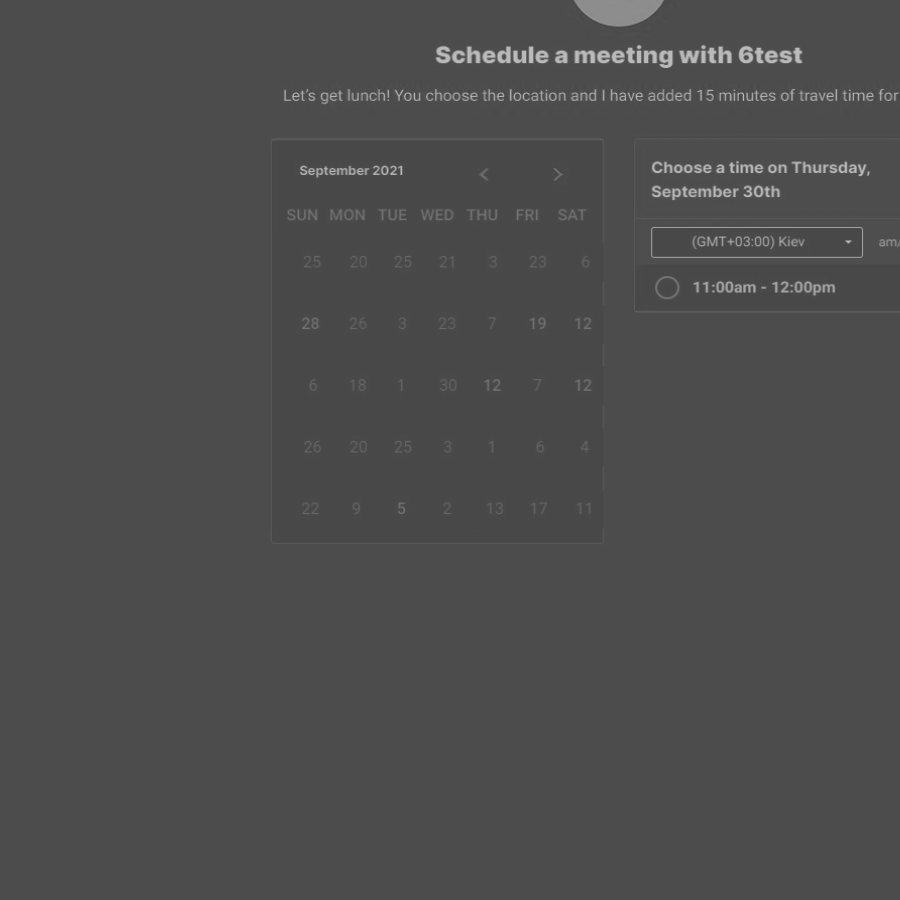 Schedule a meeting with 6test
Let's get lunch! You choose the location and I have added 15 minutes of travel time for
September 2021
SUN MON TUE WED THU FRI SAT
25 20 25 21 3 23 6
28 26 3 23 7 19 12
6 18 1 30 12 7 12
26 20 25 3 1 6 4
22 9 5 2 13 17 11
Choose a time on Thursday,
September 30th
(GMT+03:00) Kiev am/
11:00am - 12:00pm